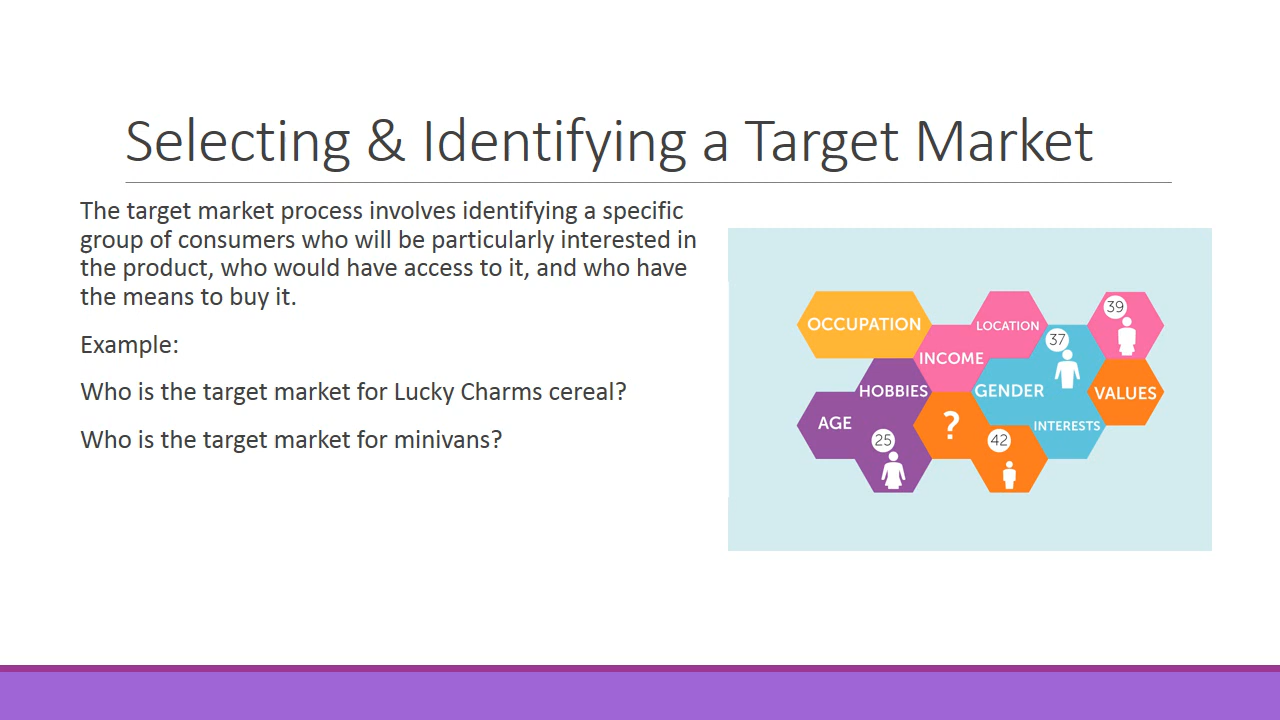 Selecting & Identifying a Target Market
The target market process involves identifying a specific
group of consumers who will be particularly interested in
the product, who would have access to it, and who have
the means to buy it.
Example:
Who is the target market for Lucky Charms cereal?
Who is the target market for minivans?
OCCUPATION
LOCATION
39
INCOME
37
HOBBIES
GENDER
VALUES
AGE
?
INTERESTS
25
42